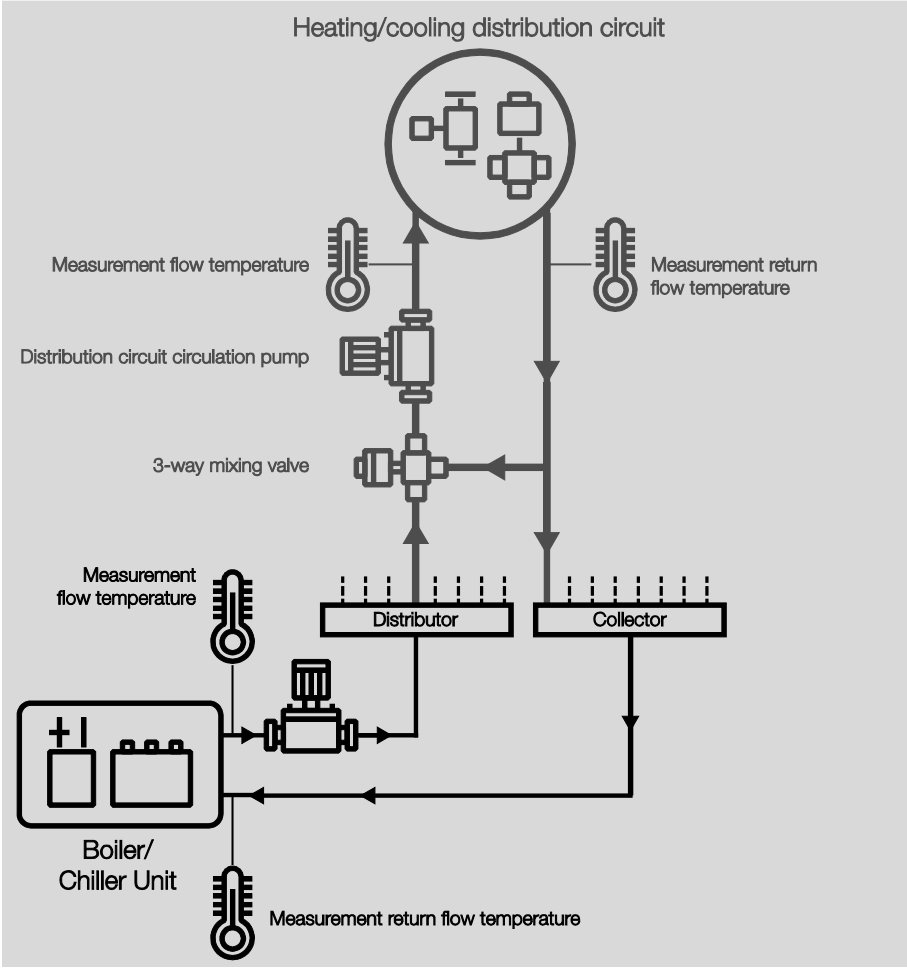 Heating/cooling distribution circuit
Measurement flow temperature
Measurement return
flow temperature
Distribution circuit circulation pump
3-way mixing valve
Measurement
flow temperature
Distributor
Collector
Boiler/
Chiller Unit
Measurement return flow temperature